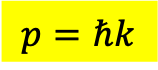 p = ħk